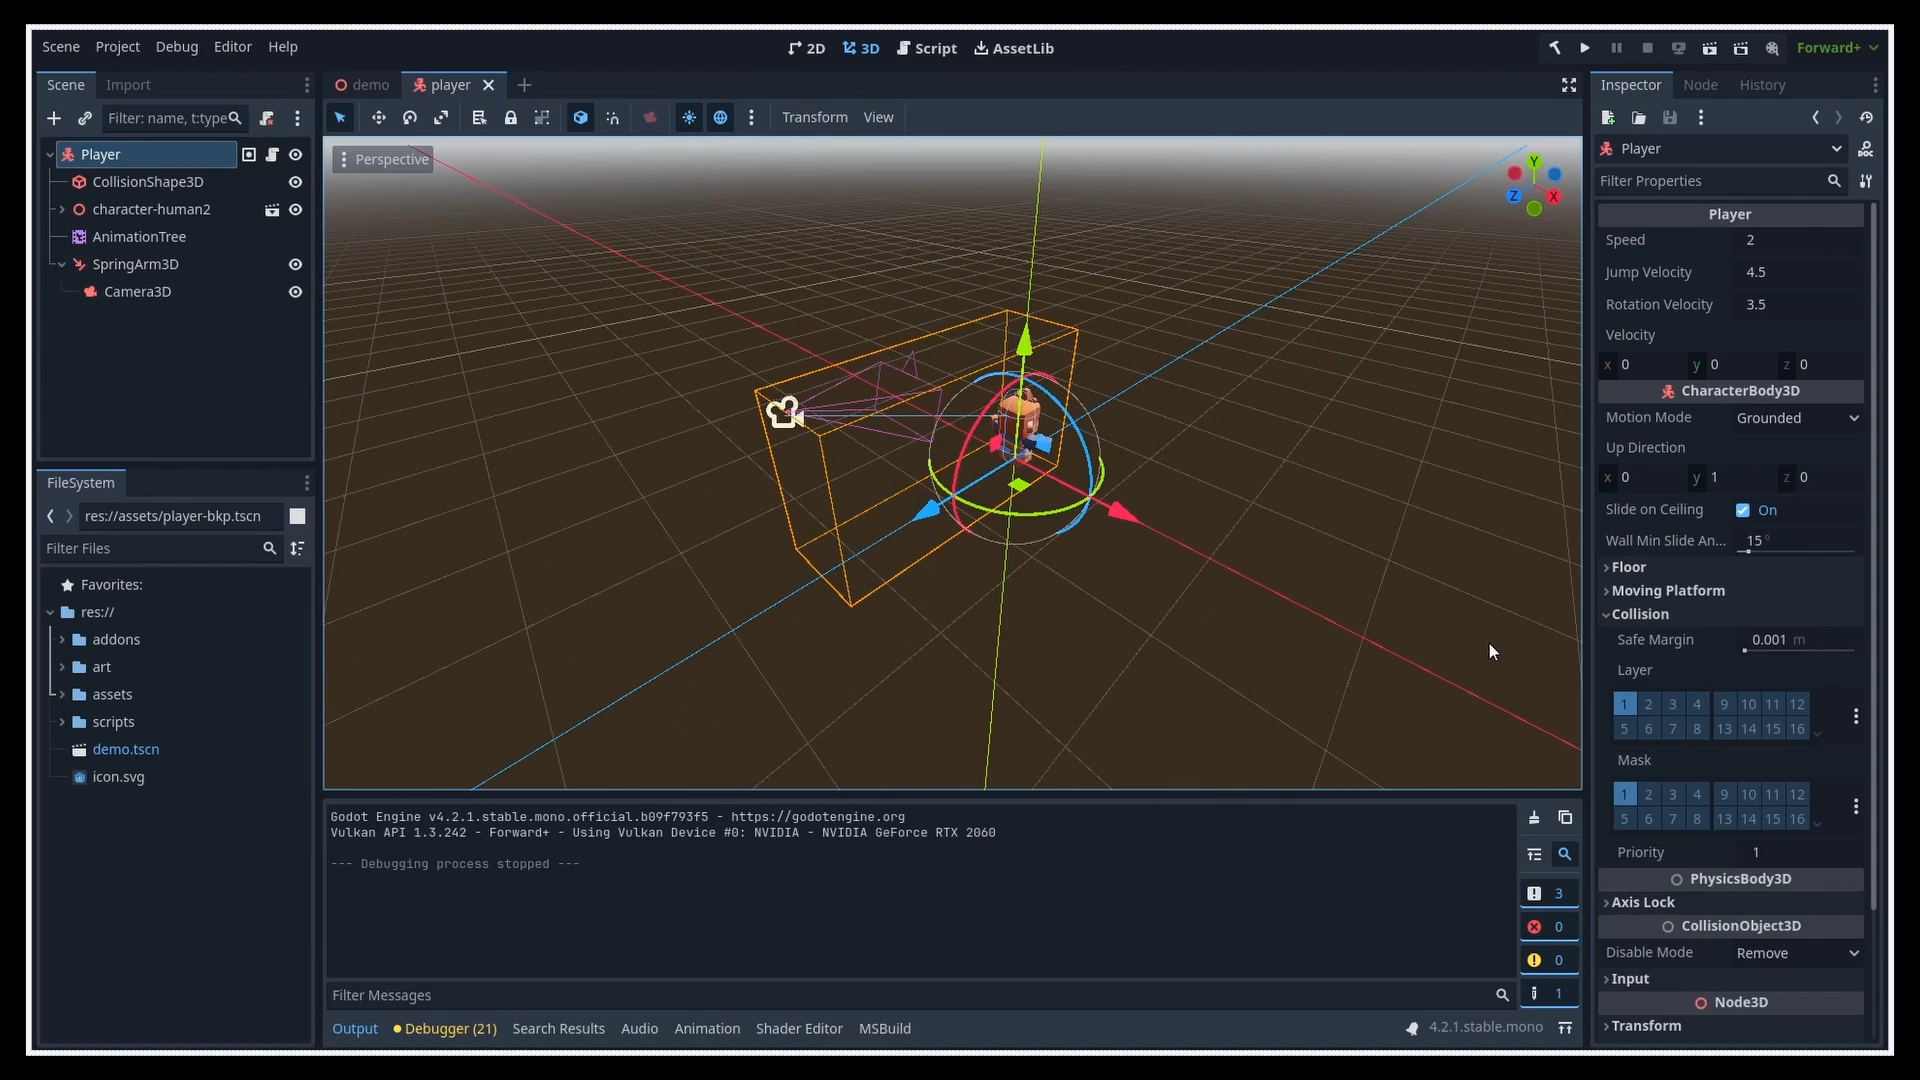 Scene Project Debug Editor Help
2D 3D Script AssetLib
Forward+
Scene Import
demo player
Inspector Node History
Filter: name, t:type
Transform View
Player
CollisionShape3D
character-human2
AnimationTree
SpringArm3D
Camera3D
Perspective
Y
Z X
FileSystem
res://assets/player-bkp.tscn
Filter Files
Favorites:
res://
addons
art
assets
scripts
demo.tscn
icon.svg
Godot Engine v4.2.1.stable.mono.official.b09f793f5 - https://godotengine.org
Vulkan API 1.3.242 - Forward+ - Using Vulkan Device #0: NVIDIA - NVIDIA GeForce RTX 2060
--- Debugging process stopped ---
3
0
0
1
Filter Messages
Output Debugger (21) Search Results Audio Animation Shader Editor MSBuild
4.2.1.stable.mono
Player
DOC
Filter Properties
Player
Speed 2
Jump Velocity 4.5
Rotation Velocity 3.5
Velocity
x 0 y 0 z 0
CharacterBody3D
Motion Mode Grounded
Up Direction
x 0 y 1 z 0
Slide on Ceiling On
Wall Min Slide An... 15 °
Floor
Moving Platform
Collision
Safe Margin 0.001 m
Layer
1 2 3 4 9 10 11 12
5 6 7 8 13 14 15 16
Mask
1 2 3 4 9 10 11 12
5 6 7 8 13 14 15 16
Priority 1
PhysicsBody3D
Axis Lock
CollisionObject3D
Disable Mode Remove
Input
Node3D
Transform